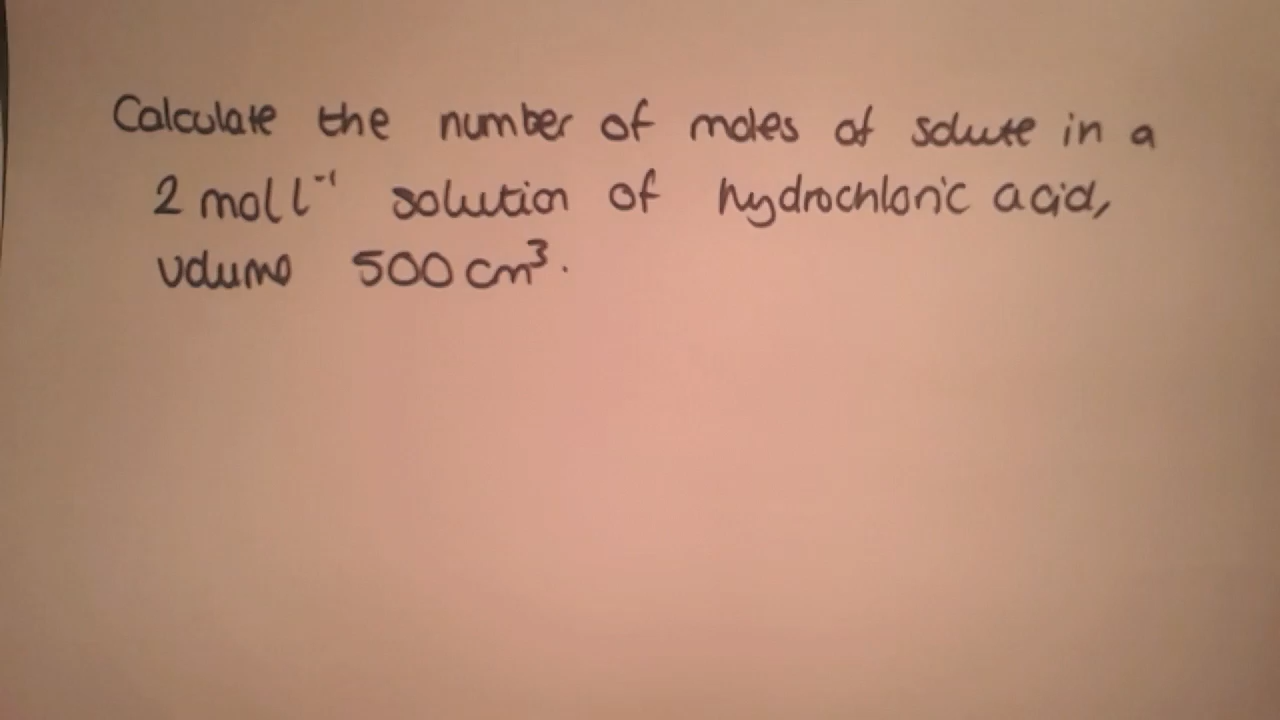 Calculate the number of moles of solute in a
2 mol l⁻¹ solution of hydrochloric acid,
volume 500 cm³.